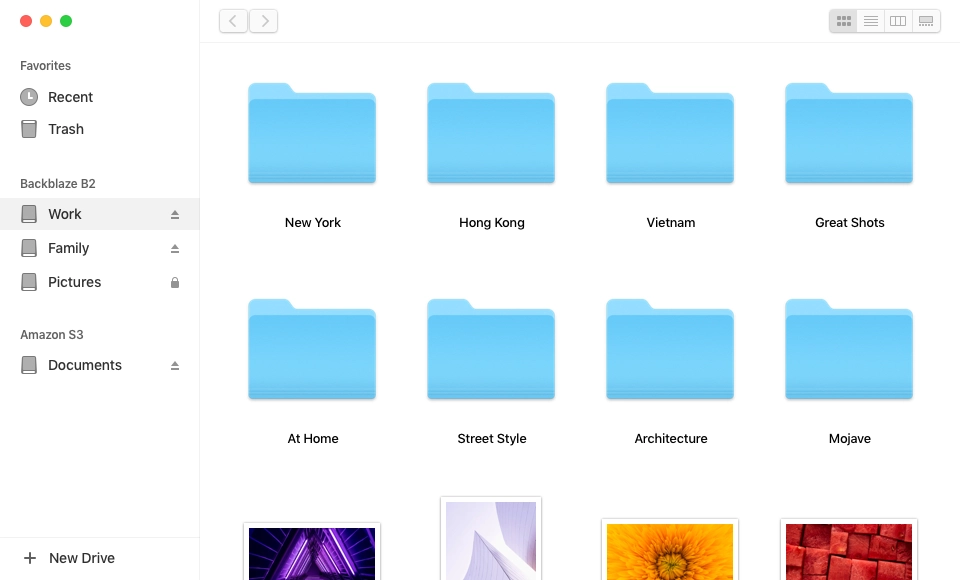 Favorites
Recent
Trash
Backblaze B2
Work
Family
Pictures
Amazon S3
Documents
New Drive
New York
Hong Kong
Vietnam
Great Shots
At Home
Street Style
Architecture
Mojave